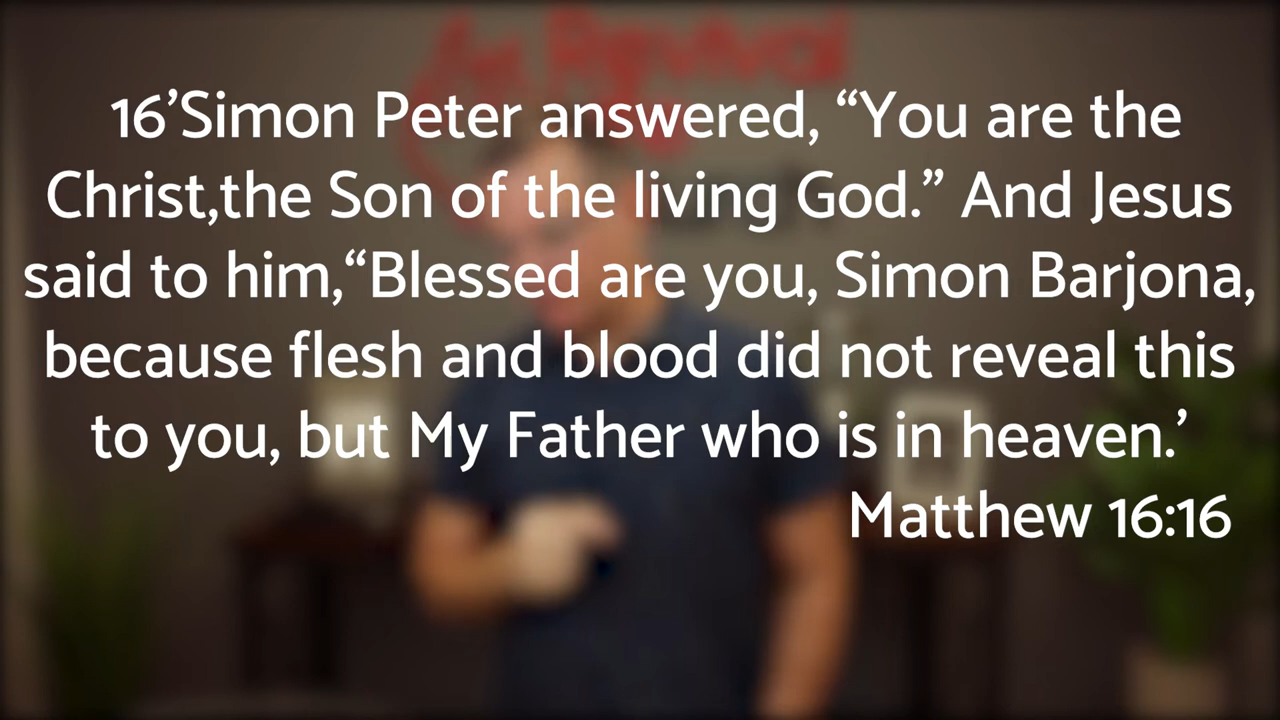 In Revival
16’Simon Peter answered, “You are the
Christ,the Son of the living God.” And Jesus
said to him,“Blessed are you, Simon Barjona,
because flesh and blood did not reveal this
to you, but My Father who is in heaven.’
Matthew 16:16